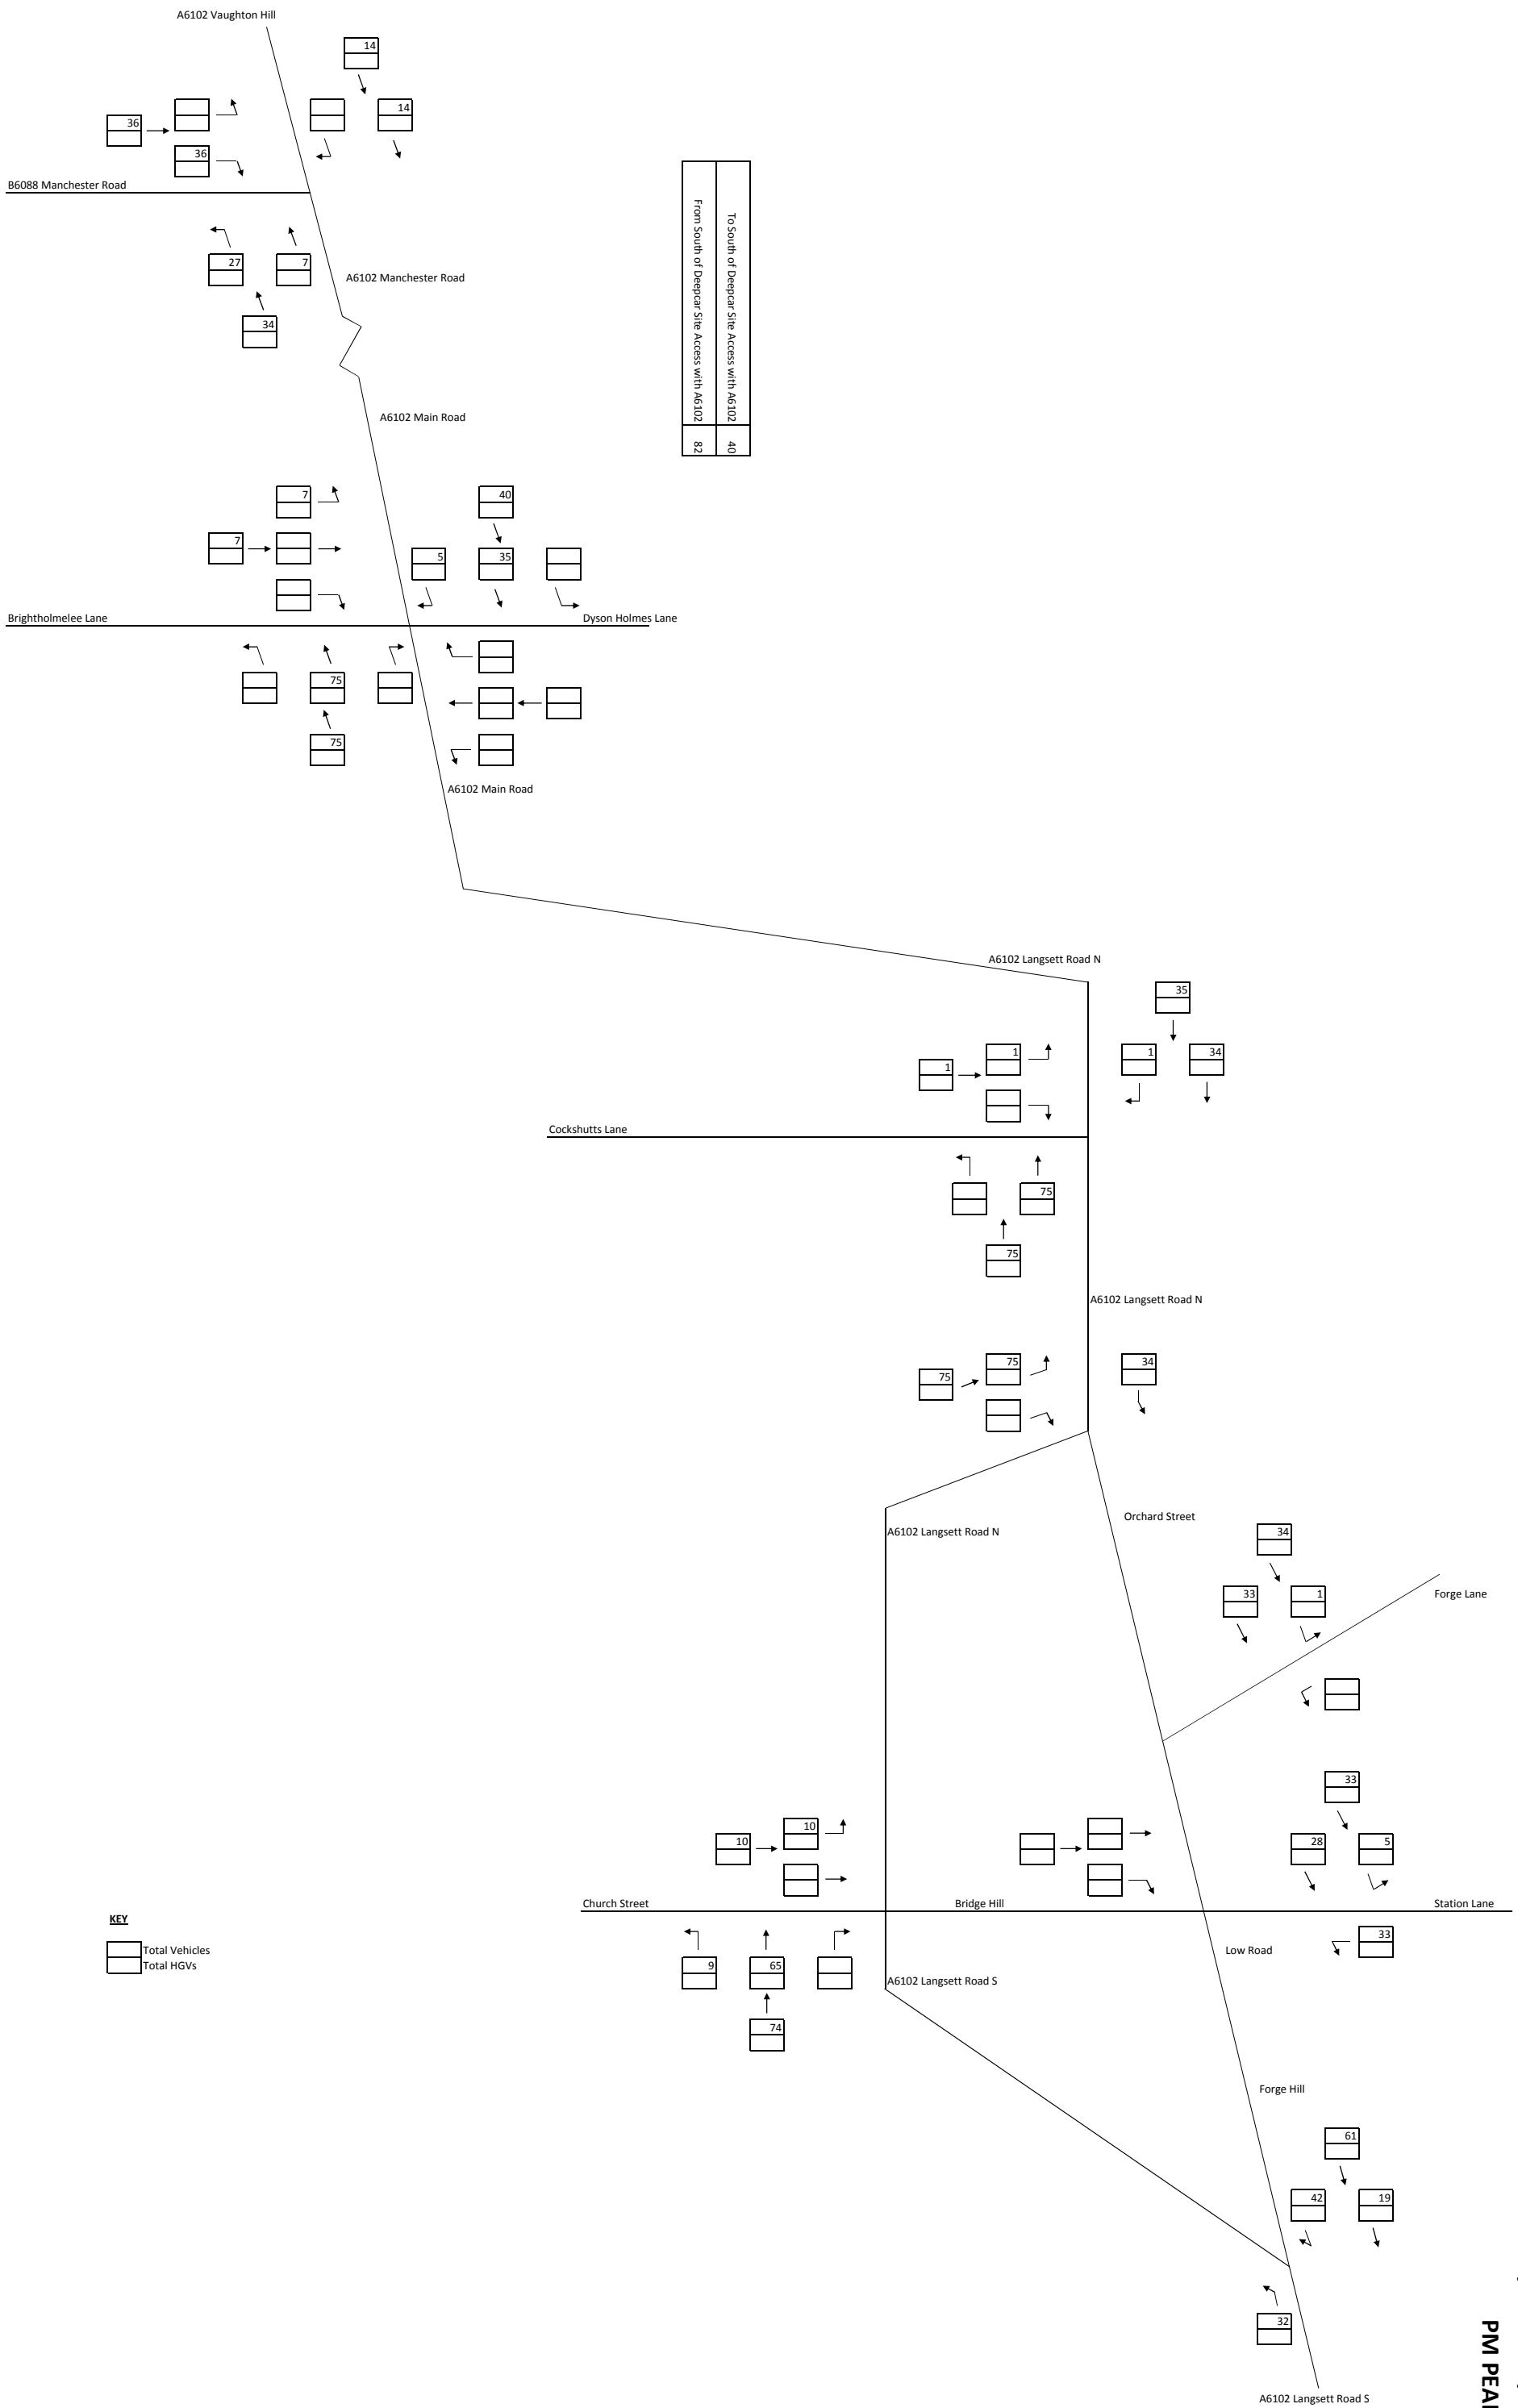 A6102 Vaughton Hill
14
14
36
36
B6088 Manchester Road
27
7
34
A6102 Manchester Road
To South of Deepcar Site Access with A6102 40
From South of Deepcar Site Access with A6102 82
A6102 Main Road
7
40
7
5
35
Brightholmelee Lane
Dyson Holmes Lane
75
75
A6102 Main Road
A6102 Langsett Road N
35
1
1
1
34
Cockshutts Lane
75
75
A6102 Langsett Road N
75
75
34
Orchard Street
A6102 Langsett Road N
34
33
1
Forge Lane
33
10
10
28
5
Church Street
Bridge Hill
Station Lane
KEY
Total Vehicles
Total HGVs
33
Low Road
9
65
A6102 Langsett Road S
74
Forge Hill
61
42
19
32
PM PEA
A6102 Langsett Road S